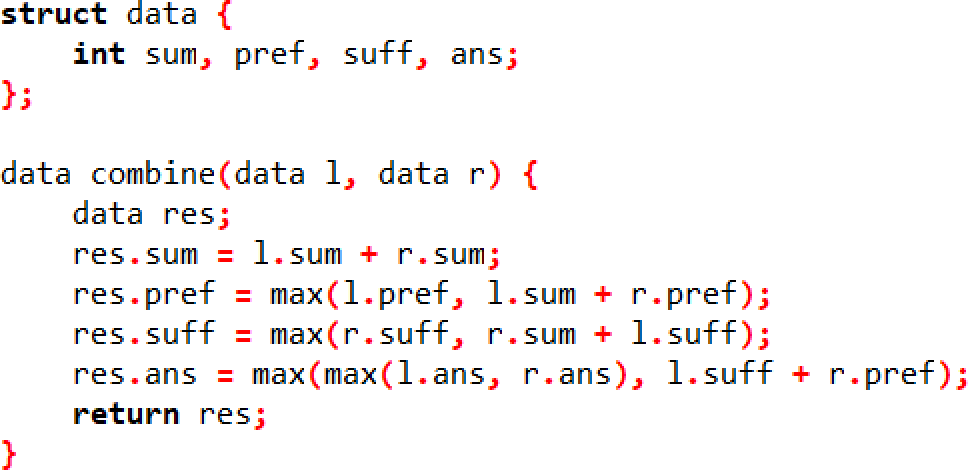 struct data {
    int sum, pref, suff, ans;
};

data combine(data l, data r) {
    data res;
    res.sum = l.sum + r.sum;
    res.pref = max(l.pref, l.sum + r.pref);
    res.suff = max(r.suff, r.sum + l.suff);
    res.ans = max(max(l.ans, r.ans), l.suff + r.pref);
    return res;
}